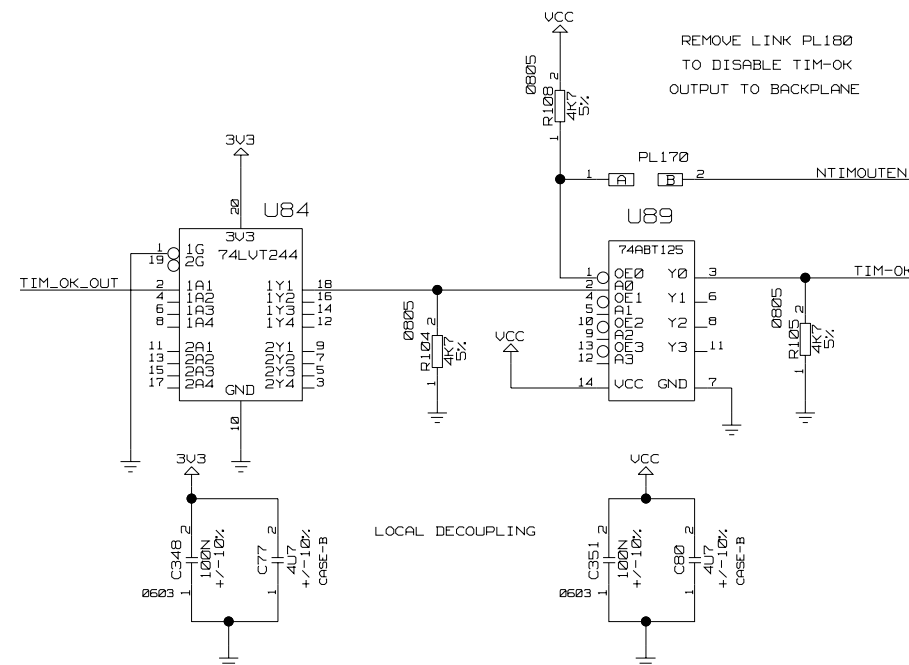 VCC
REMOVE LINK PL180
TO DISABLE TIM-OK
OUTPUT TO BACKPLANE
0805
R108
4K7
5%
2
1
3V3
PL170
1
A
B
2
NTIMOUTEN
20
U84
U89
3V3
74LVT244
74ABT125
1 1G
19 2G
TIM_OK_OUT
2 1A1 1Y1 18
4 1A2 1Y2 16
6 1A3 1Y3 14
8 1A4 1Y4 12
11 2A1 2Y1 9
13 2A2 2Y2 7
15 2A3 2Y3 5
17 2A4 2Y4 3
GND
10
0805
R104
4K7
5%
2
1
VCC
1 OE0 Y0 3
TIM-OK
2 A0
4 OE1 Y1 6
5 A1
10 OE2 Y2 8
9 A2
13 OE3 Y3 11
12 A3
14 VCC GND 7
0805
R105
4K7
5%
2
1
3V3
VCC
LOCAL DECOUPLING
C348
100N
+/-10%
2
1
0603
C77
4U7
+/-10%
CASE-B
2
1
C351
100N
+/-10%
2
1
0603
C80
4U7
+/-10%
CASE-B
2
1